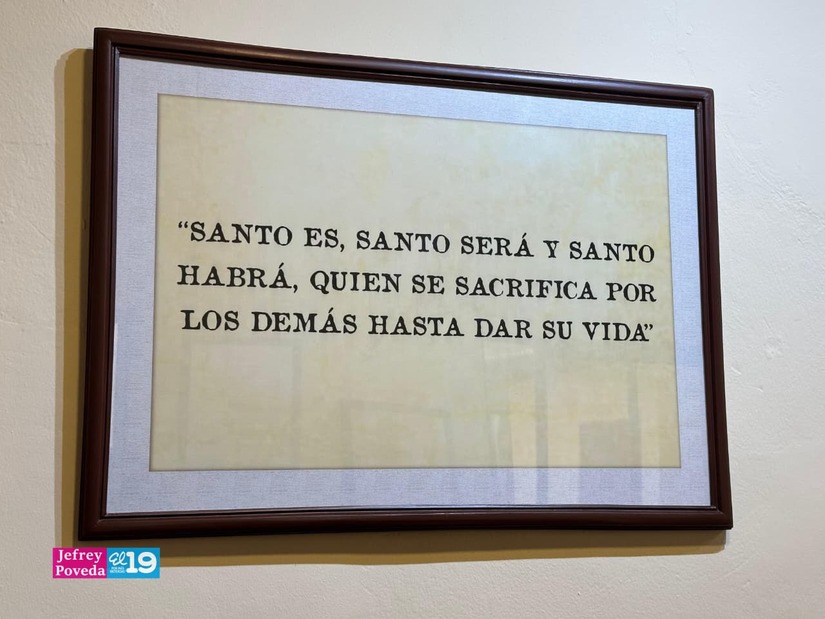 “SANTO ES, SANTO SERÁ Y SANTO
HABRÁ, QUIEN SE SACRIFICA POR
LOS DEMÁS HASTA DAR SU VIDA”
Jefrey
Poveda
El 19